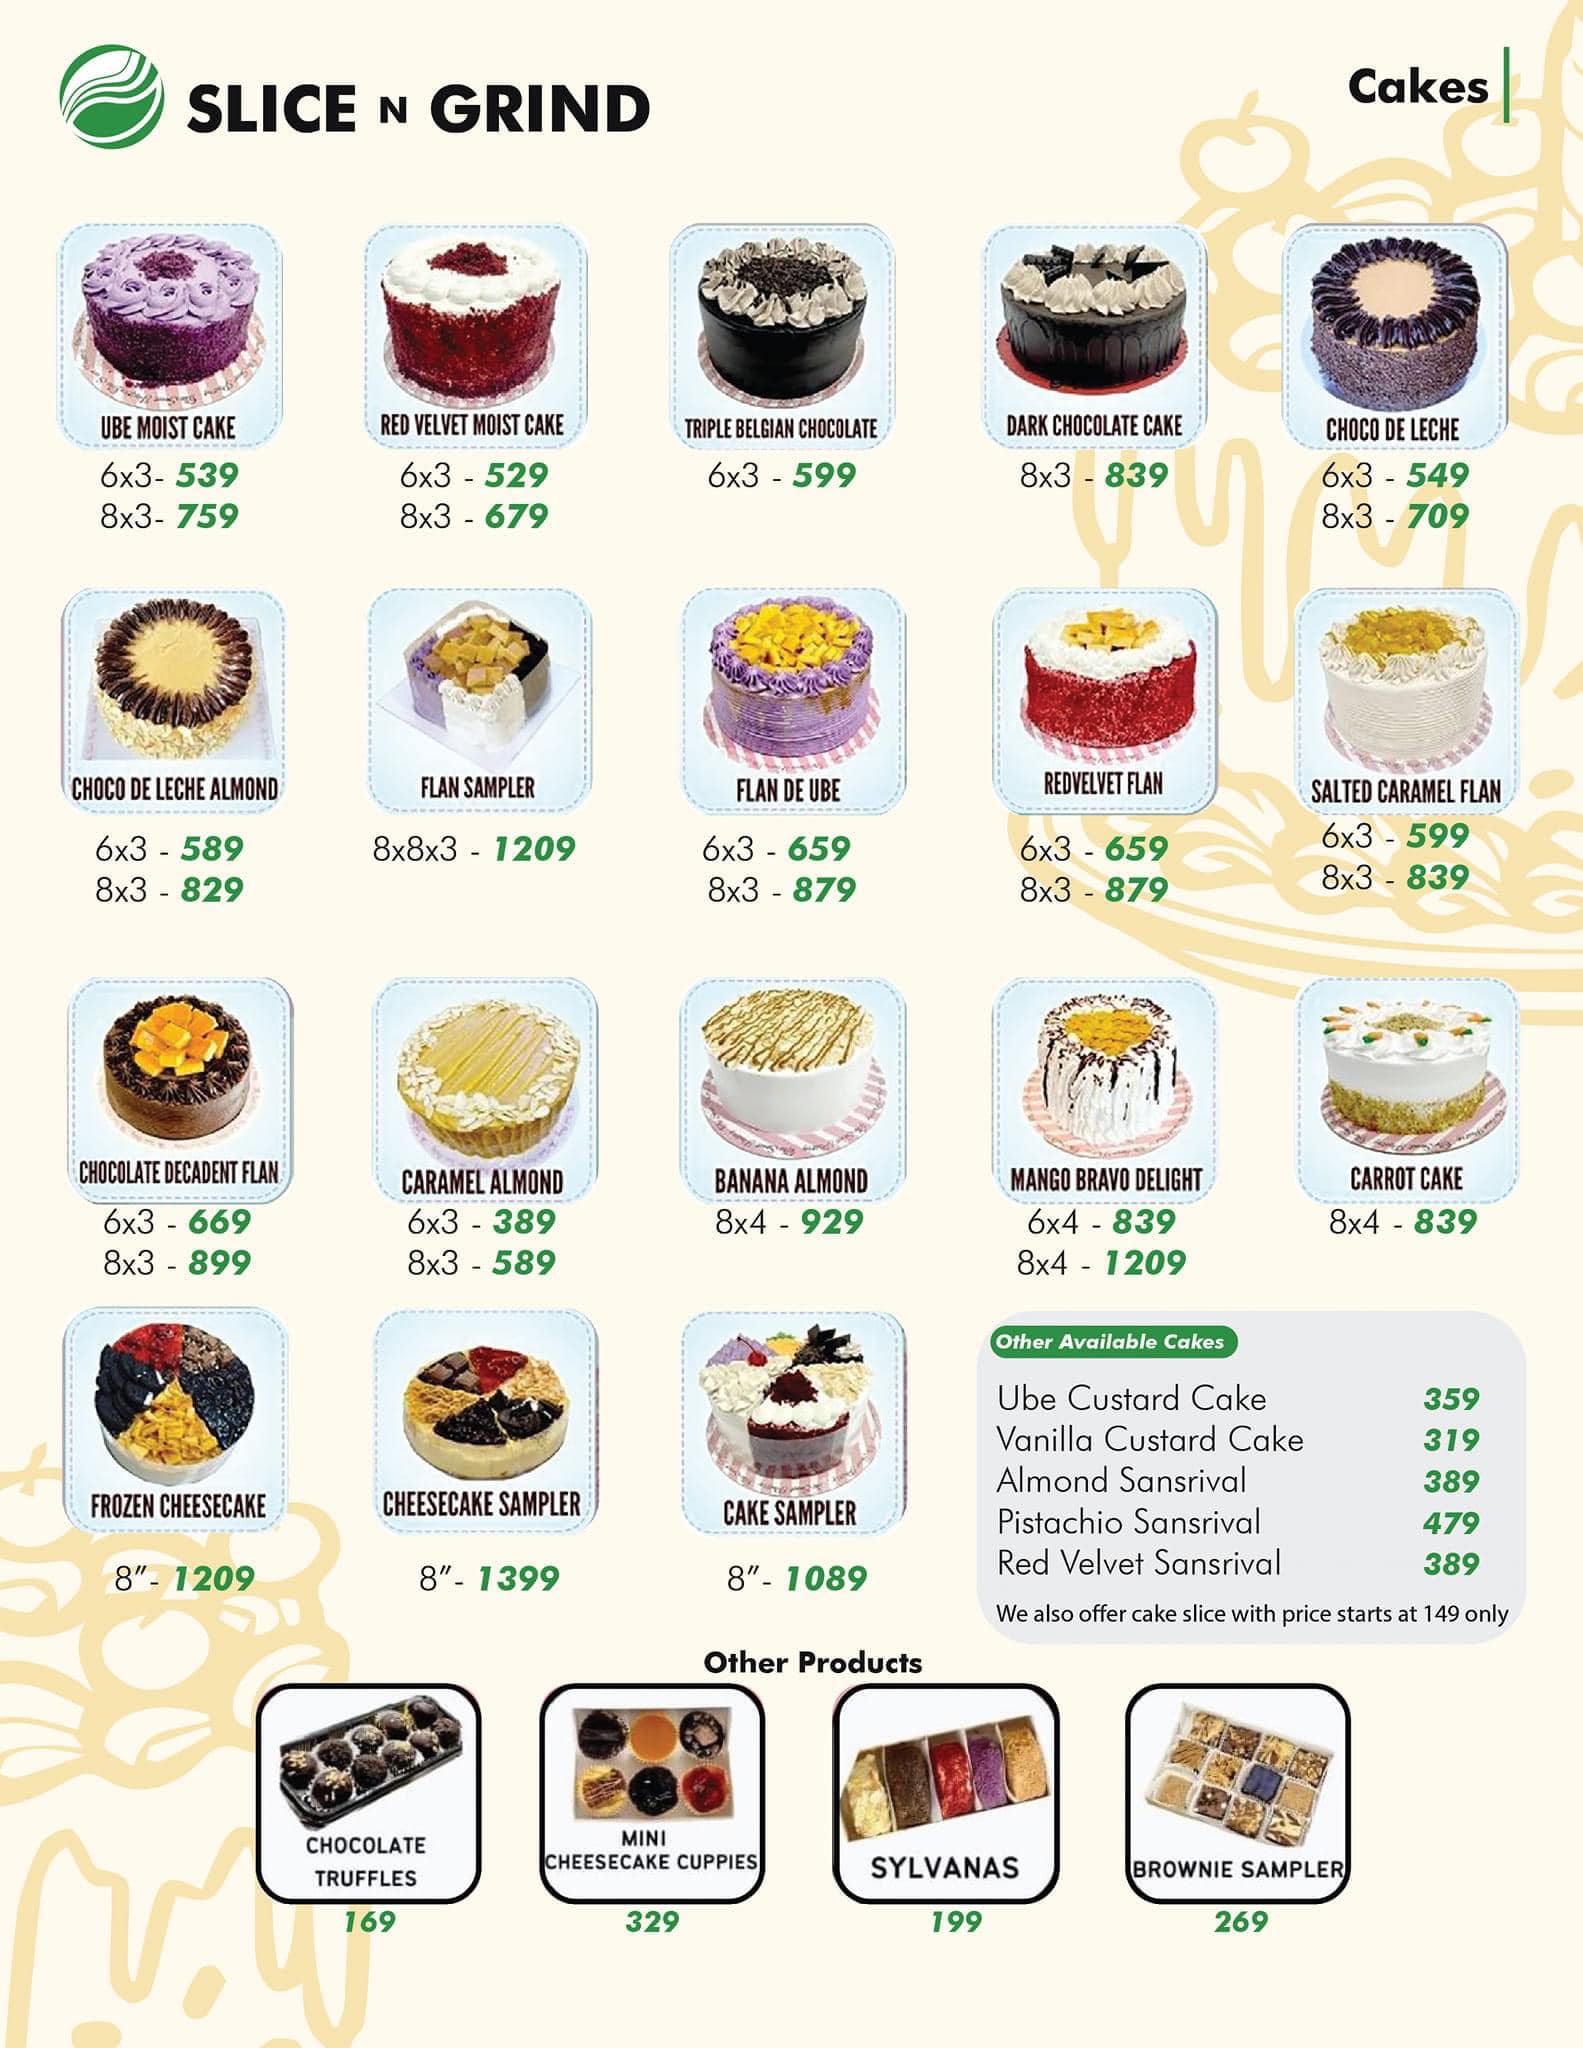 SLICE N GRIND
Cakes
UBE MOIST CAKE
6x3- 539
8x3- 759
RED VELVET MOIST CAKE
6x3 - 529
8x3 - 679
TRIPLE BELGIAN CHOCOLATE
6x3 - 599
DARK CHOCOLATE CAKE
8x3 - 839
CHOCO DE LECHE
6x3 - 549
8x3 - 709
CHOCO DE LECHE ALMOND
6x3 - 589
8x3 - 829
FLAN SAMPLER
8x8x3 - 1209
FLAN DE UBE
6x3 - 659
8x3 - 879
REDVELVET FLAN
6x3 - 659
8x3 - 879
SALTED CARAMEL FLAN
6x3 - 599
8x3 - 839
CHOCOLATE DECADENT FLAN
6x3 - 669
8x3 - 899
CARAMEL ALMOND
6x3 - 389
8x3 - 589
BANANA ALMOND
8x4 - 929
MANGO BRAVO DELIGHT
6x4 - 839
8x4 - 1209
CARROT CAKE
8x4 - 839
FROZEN CHEESECAKE
8”- 1209
CHEESECAKE SAMPLER
8”- 1399
CAKE SAMPLER
8”- 1089
Other Available Cakes
Ube Custard Cake 359
Vanilla Custard Cake 319
Almond Sansrival 389
Pistachio Sansrival 479
Red Velvet Sansrival 389
We also offer cake slice with price starts at 149 only
Other Products
CHOCOLATE
TRUFFLES
169
MINI
CHEESECAKE CUPPIES
329
SYLVANAS
199
BROWNIE SAMPLER
269